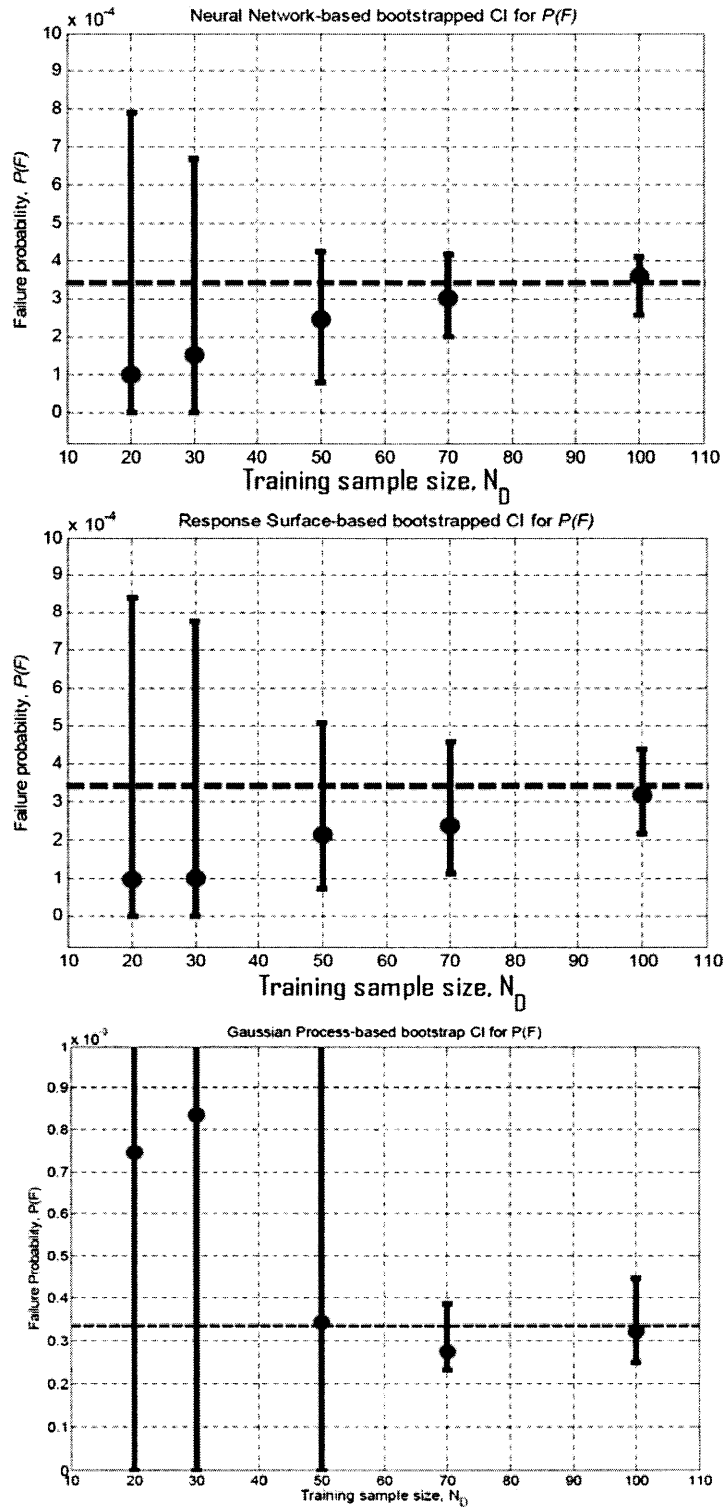 Neural Network-based bootstrapped CI for P(F)
x 10^-4
10
9
8
7
6
5
4
3
2
1
0
Failure probability, P(F)
10 20 30 40 50 60 70 80 90 100 110
Training sample size, N_D
Response Surface-based bootstrapped CI for P(F)
x 10^-4
10
9
8
7
6
5
4
3
2
1
0
Failure probability, P(F)
10 20 30 40 50 60 70 80 90 100 110
Training sample size, N_D
Gaussian Process-based bootstrap CI for P(F)
x 10^-3
1
0.9
0.8
0.7
0.6
0.5
0.4
0.3
0.2
0.1
0
Failure Probability, P(F)
10 20 30 40 50 60 70 80 90 100 110
Training sample size, N_D